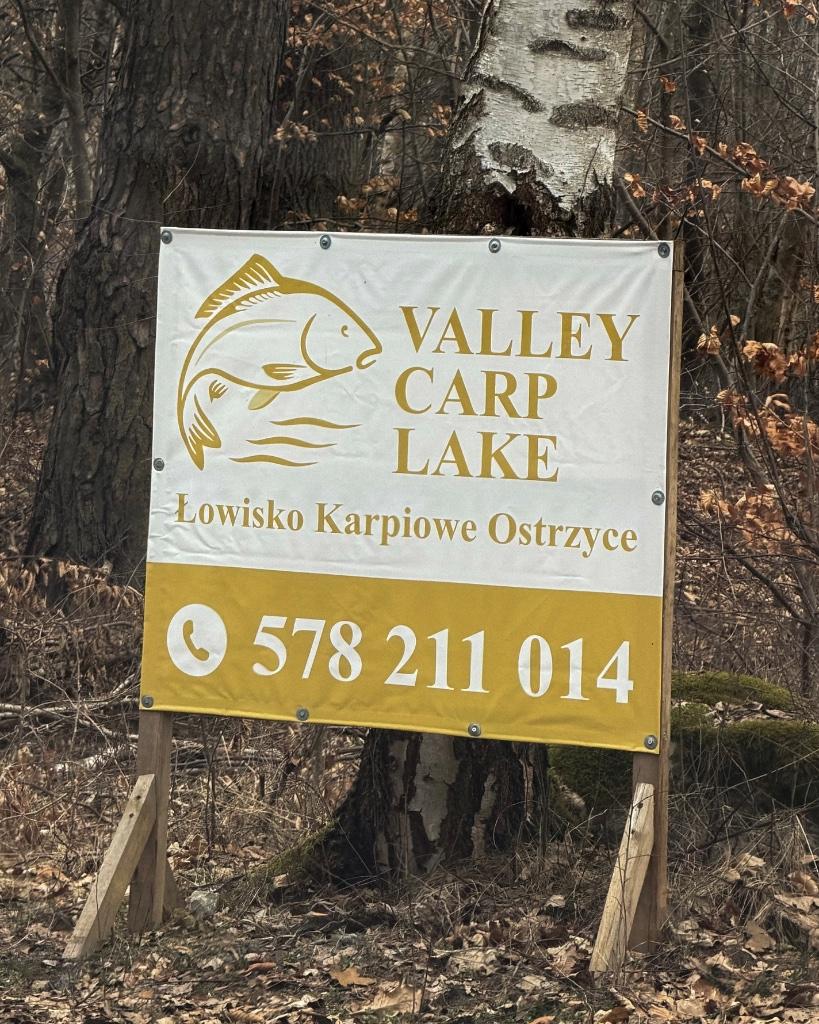 VALLEY
CARP
LAKE
Łowisko Karpiowe Ostrzyce
578 211 014